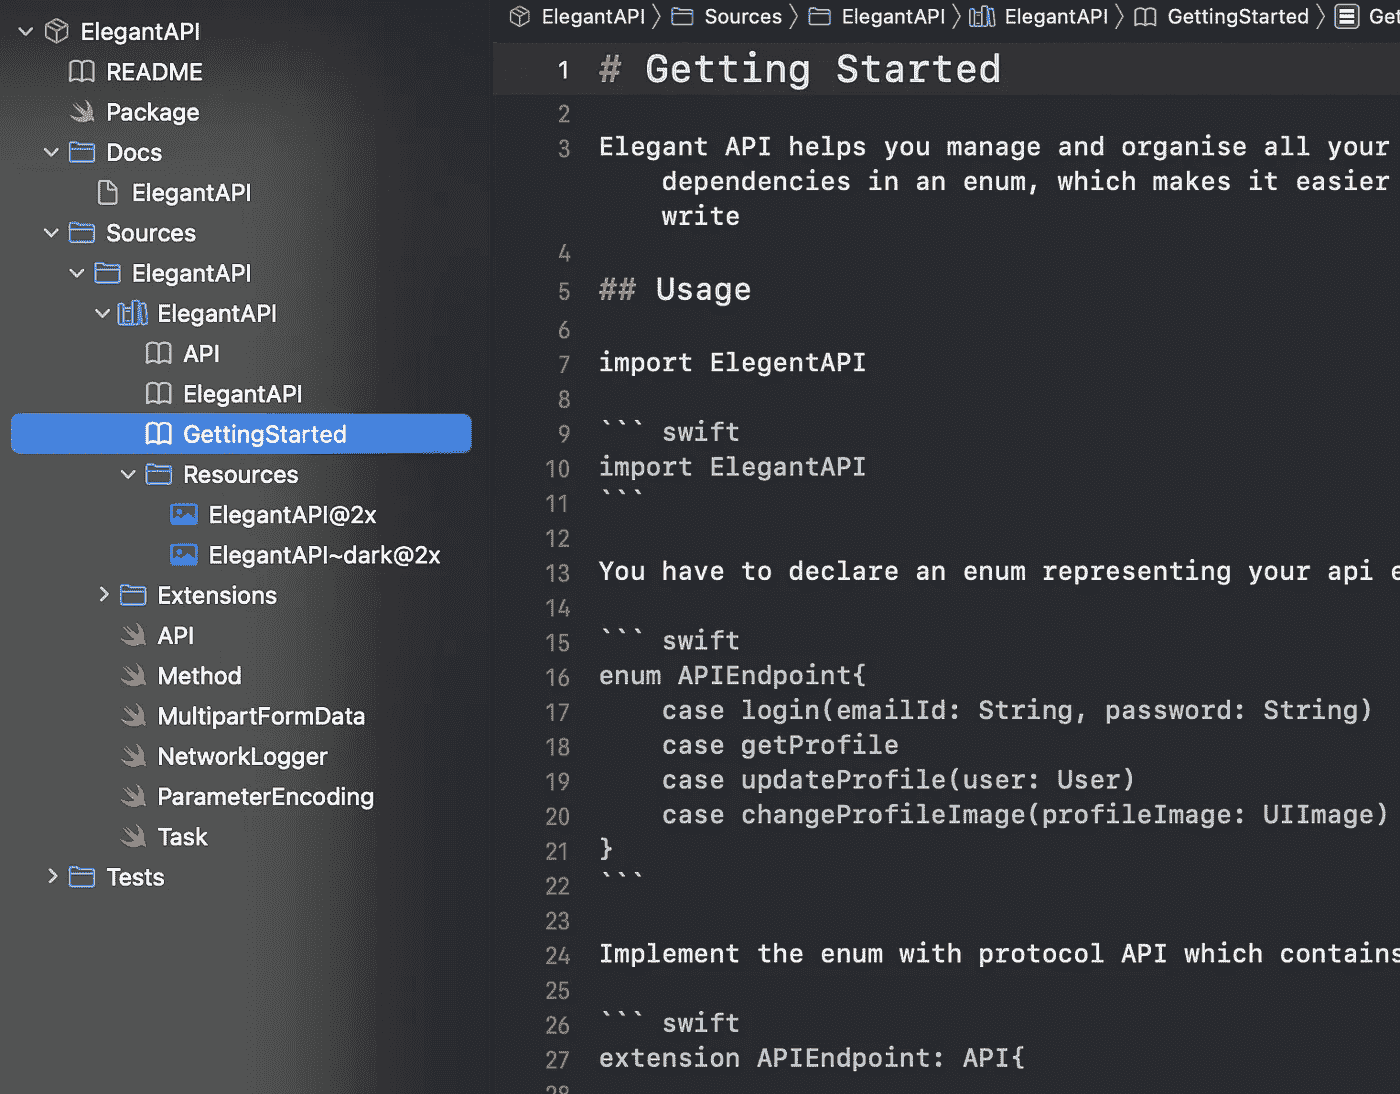 ElegantAPI
README
Package
Docs
ElegantAPI
Sources
ElegantAPI
ElegantAPI
API
ElegantAPI
GettingStarted
Resources
ElegantAPI@2x
ElegantAPI~dark@2x
Extensions
API
Method
MultipartFormData
NetworkLogger
ParameterEncoding
Task
Tests
ElegantAPI 〉 Sources 〉 ElegantAPI 〉 ElegantAPI 〉 GettingStarted 〉 Get
1 # Getting Started
2
3 Elegant API helps you manage and organise all your
dependencies in an enum, which makes it easier
write
4
5 ## Usage
6
7 import ElegentAPI
8
9 ``` swift
10 import ElegantAPI
11 ```
12
13 You have to declare an enum representing your api e
14
15 ``` swift
16 enum APIEndpoint{
17 case login(emailId: String, password: String)
18 case getProfile
19 case updateProfile(user: User)
20 case changeProfileImage(profileImage: UIImage)
21 }
22 ```
23
24 Implement the enum with protocol API which contains
25
26 ``` swift
27 extension APIEndpoint: API{
28